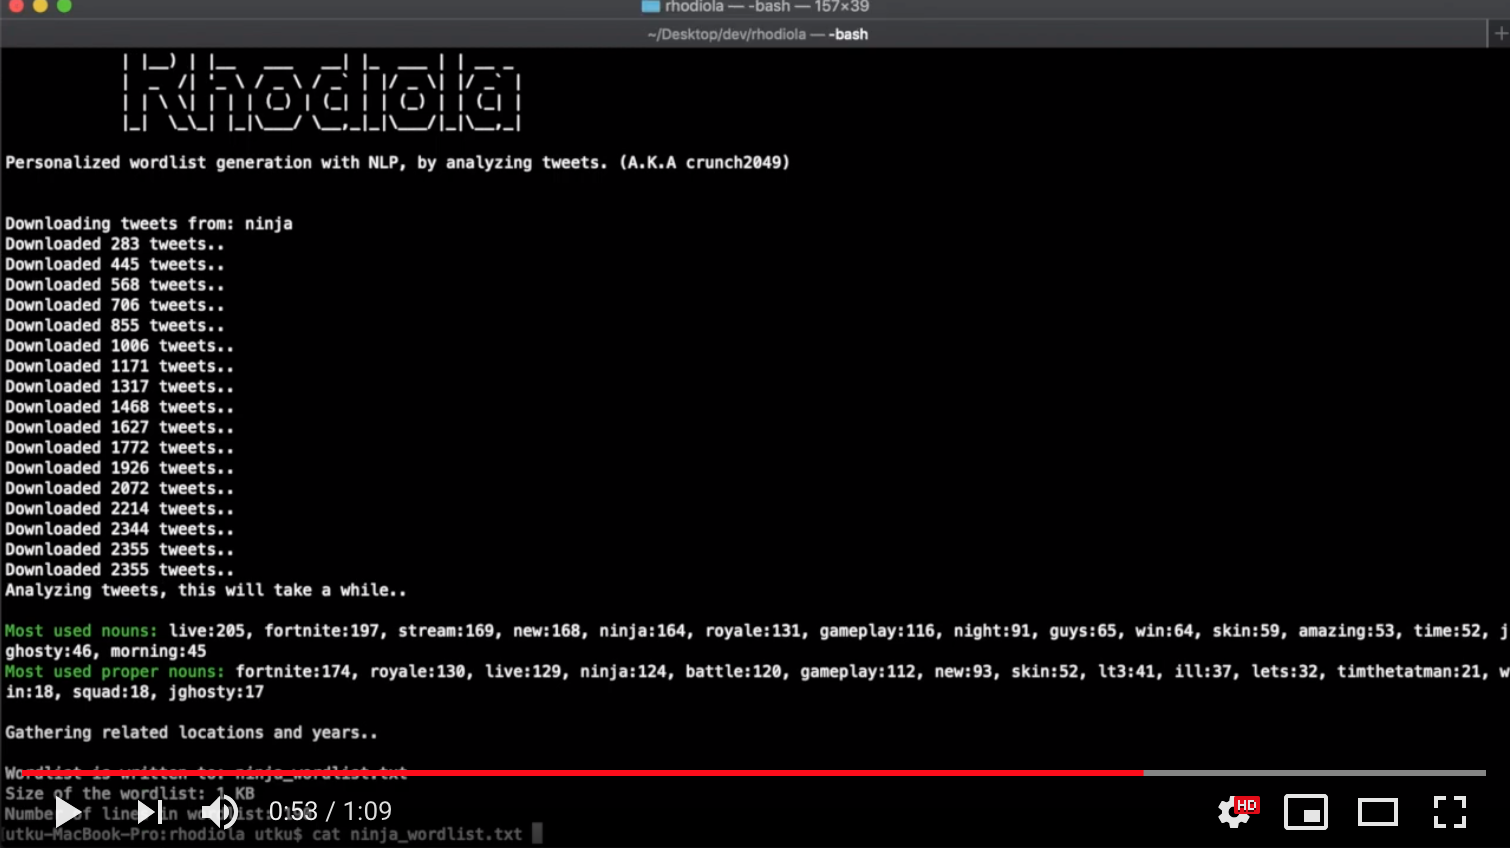 rhodiola — -bash — 157×39
~/Desktop/dev/rhodiola — -bash
Rhodiola
Personalized wordlist generation with NLP, by analyzing tweets. (A.K.A crunch2049)
Downloading tweets from: ninja
Downloaded 283 tweets..
Downloaded 445 tweets..
Downloaded 568 tweets..
Downloaded 706 tweets..
Downloaded 855 tweets..
Downloaded 1006 tweets..
Downloaded 1171 tweets..
Downloaded 1317 tweets..
Downloaded 1468 tweets..
Downloaded 1627 tweets..
Downloaded 1772 tweets..
Downloaded 1926 tweets..
Downloaded 2072 tweets..
Downloaded 2214 tweets..
Downloaded 2344 tweets..
Downloaded 2355 tweets..
Downloaded 2355 tweets..
Analyzing tweets, this will take a while..
Most used nouns: live:205, fortnite:197, stream:169, new:168, ninja:164, royale:131, gameplay:116, night:91, guys:65, win:64, skin:59, amazing:53, time:52, j
ghosty:46, morning:45
Most used proper nouns: fortnite:174, royale:130, live:129, ninja:124, battle:120, gameplay:112, new:93, skin:52, lt3:41, ill:37, lets:32, timthetatman:21, w
in:18, squad:18, jghosty:17
Gathering related locations and years..
Wordlist is written to: ninja_wordlist.txt
Size of the wordlist: 1 KB
Number of line in wordlist:
0:53 / 1:09
HD
utku-MacBook-Pro:rhodiola utku$ cat ninja_wordlist.txt